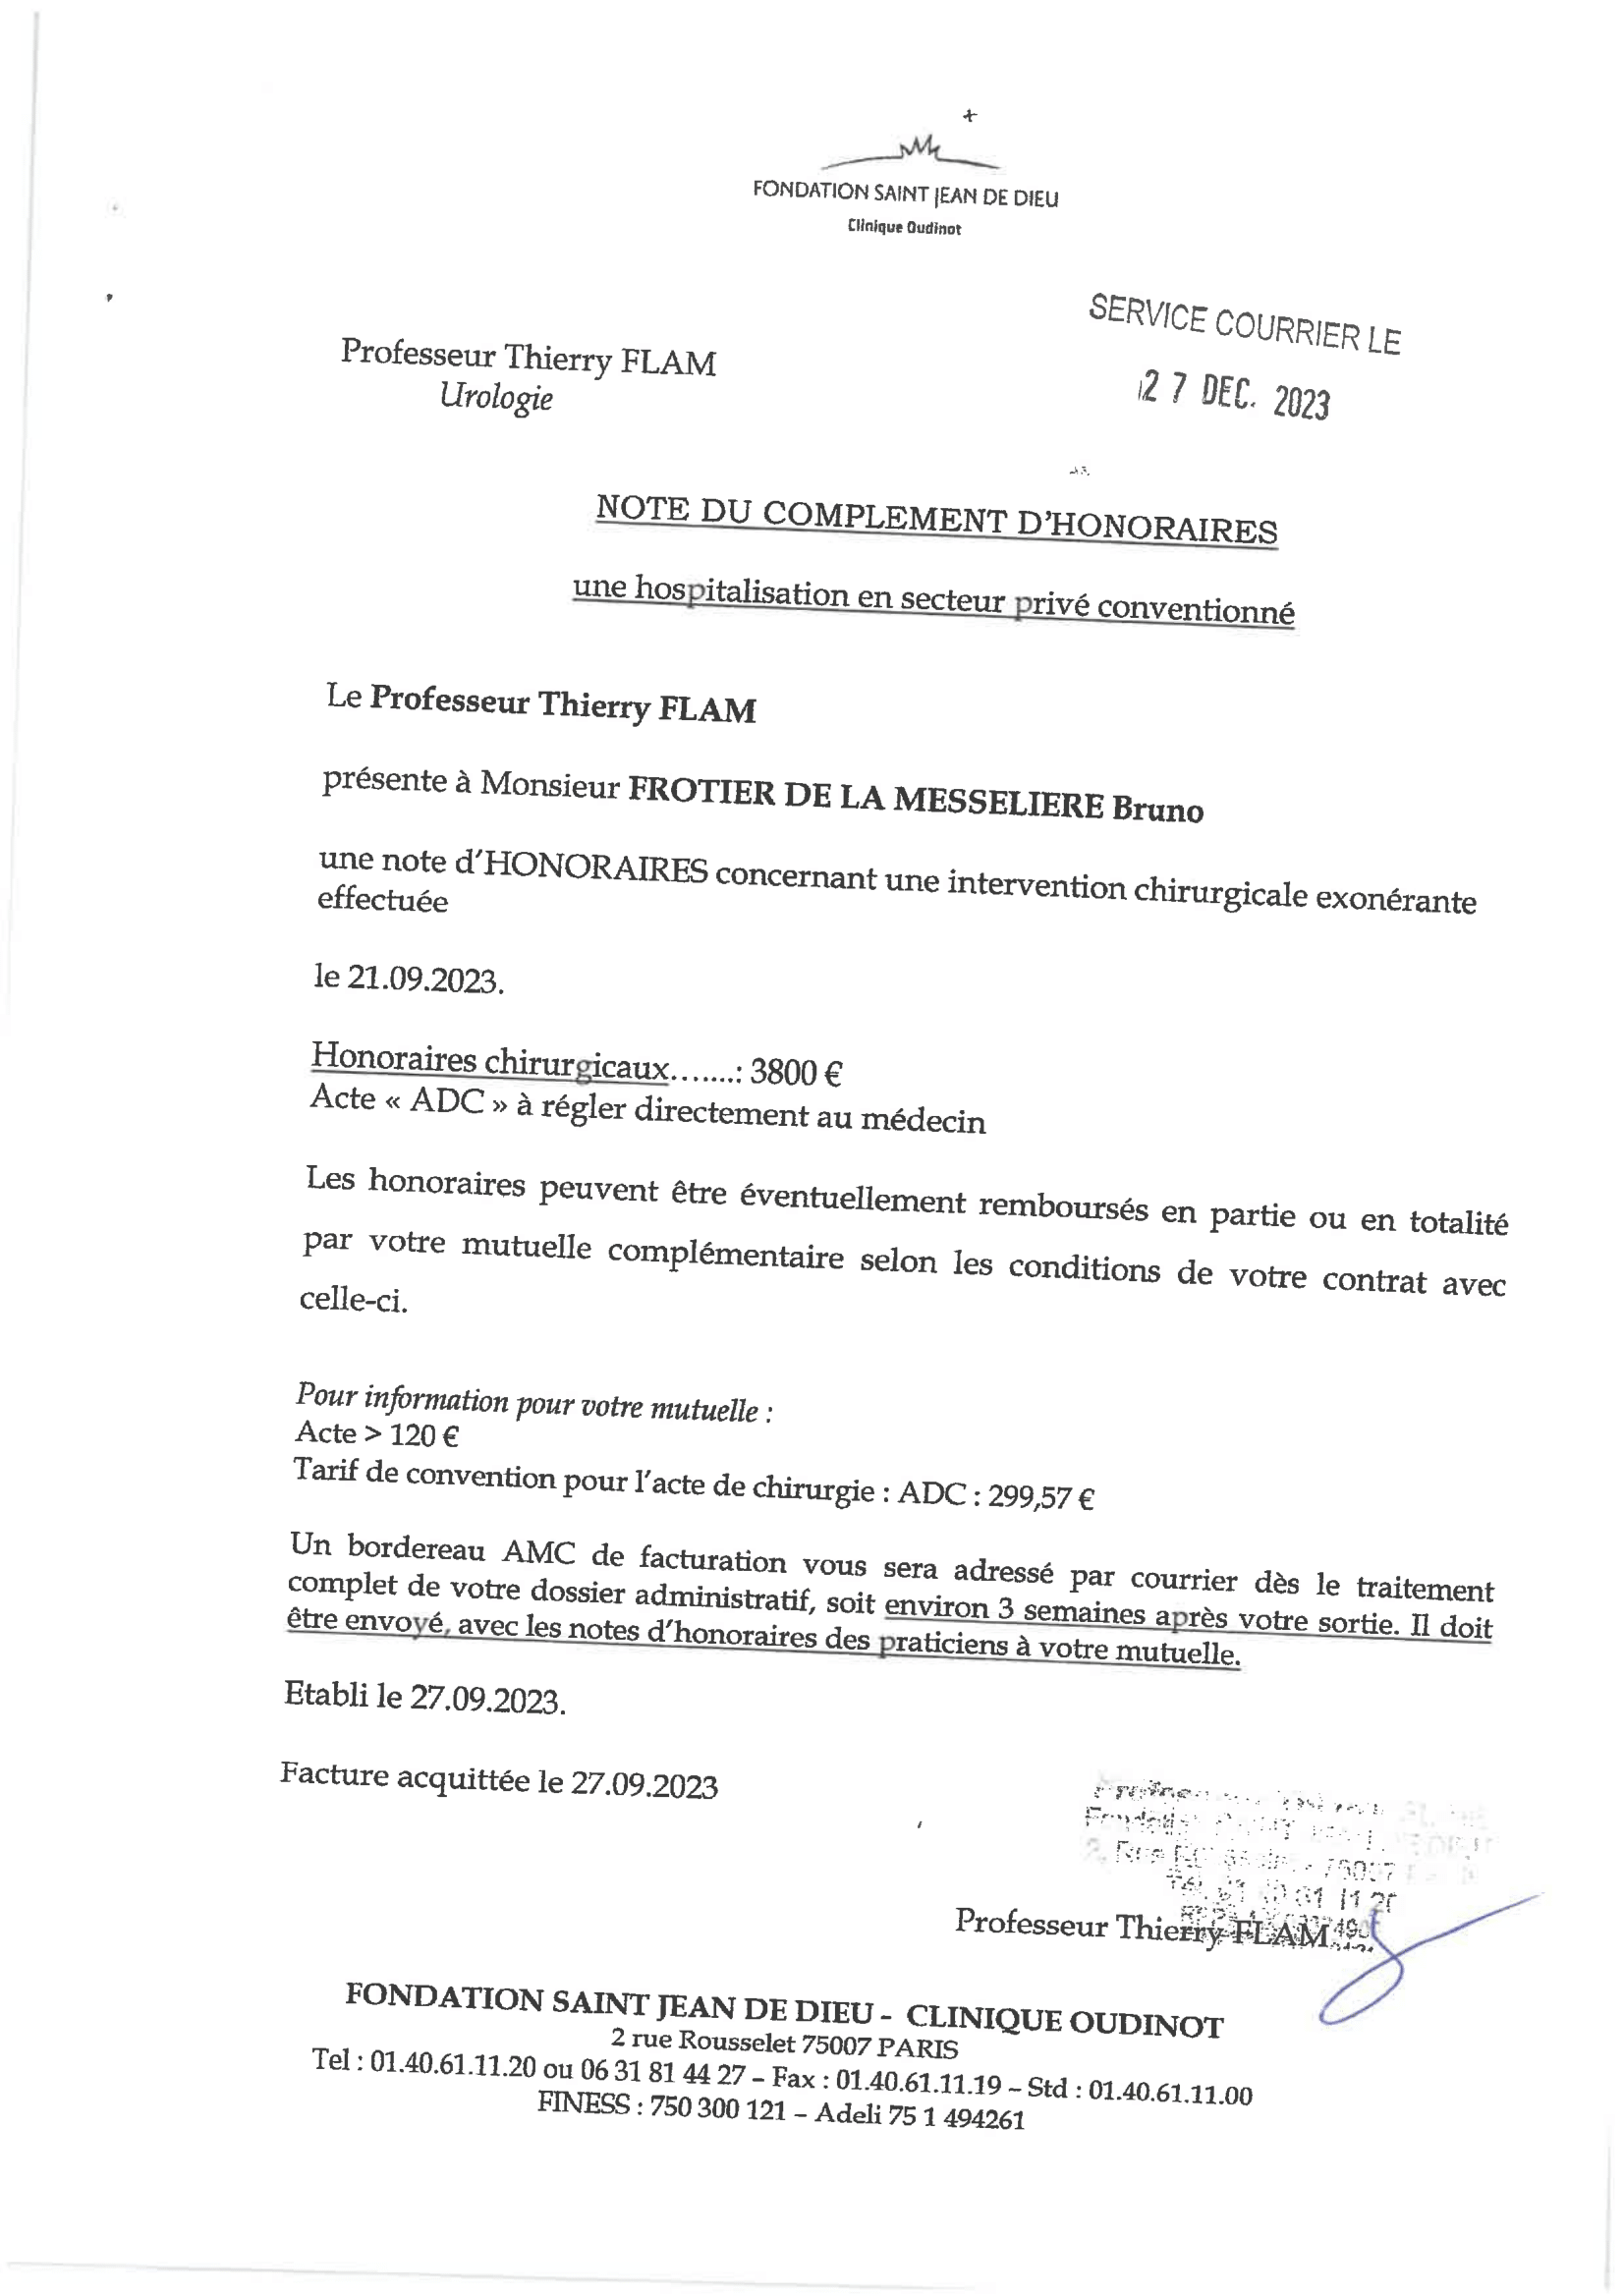 FONDATION SAINT JEAN DE DIEU
Clinique Oudinot
SERVICE COURRIER LE
27 DEC. 2023
Professeur Thierry FLAM
Urologie
NOTE DU COMPLEMENT D'HONORAIRES
une hospitalisation en secteur privé conventionné
Le Professeur Thierry FLAM
présente à Monsieur FROTIER DE LA MESSELIERE Bruno
une note d'HONORAIRES concernant une intervention chirurgicale exonérante
effectuée
le 21.09.2023.
Honoraires chirurgicaux…....: 3800 €
Acte « ADC » à régler directement au médecin
Les honoraires peuvent être éventuellement remboursés en partie ou en totalité
par votre mutuelle complémentaire selon les conditions de votre contrat avec
celle-ci.
Pour information pour votre mutuelle :
Acte > 120 €
Tarif de convention pour l'acte de chirurgie : ADC : 299,57 €
Un bordereau AMC de facturation vous sera adressé par courrier dès le traitement
complet de votre dossier administratif, soit environ 3 semaines après votre sortie. Il doit
être envoyé, avec les notes d'honoraires des praticiens à votre mutuelle.
Etabli le 27.09.2023.
Facture acquittée le 27.09.2023
Professeur Thierry FLAM
FONDATION SAINT JEAN DE DIEU - CLINIQUE OUDINOT
2 rue Rousselet 75007 PARIS
Tel : 01.40.61.11.20 ou 06 31 81 44 27 – Fax : 01.40.61.11.19 – Std : 01.40.61.11.00
FINESS : 750 300 121 – Adeli 75 1 494261